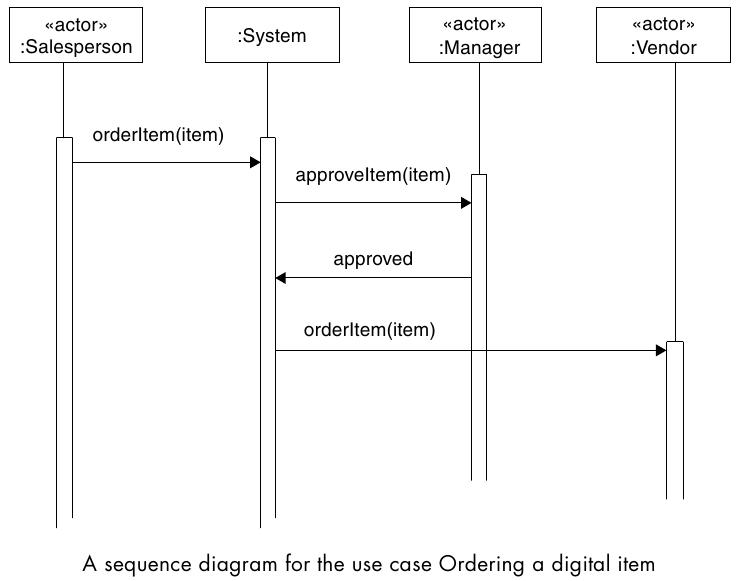 «actor»
:Salesperson
:System
«actor»
:Manager
«actor»
:Vendor
orderItem(item)
approveItem(item)
approved
orderItem(item)
A sequence diagram for the use case Ordering a digital item